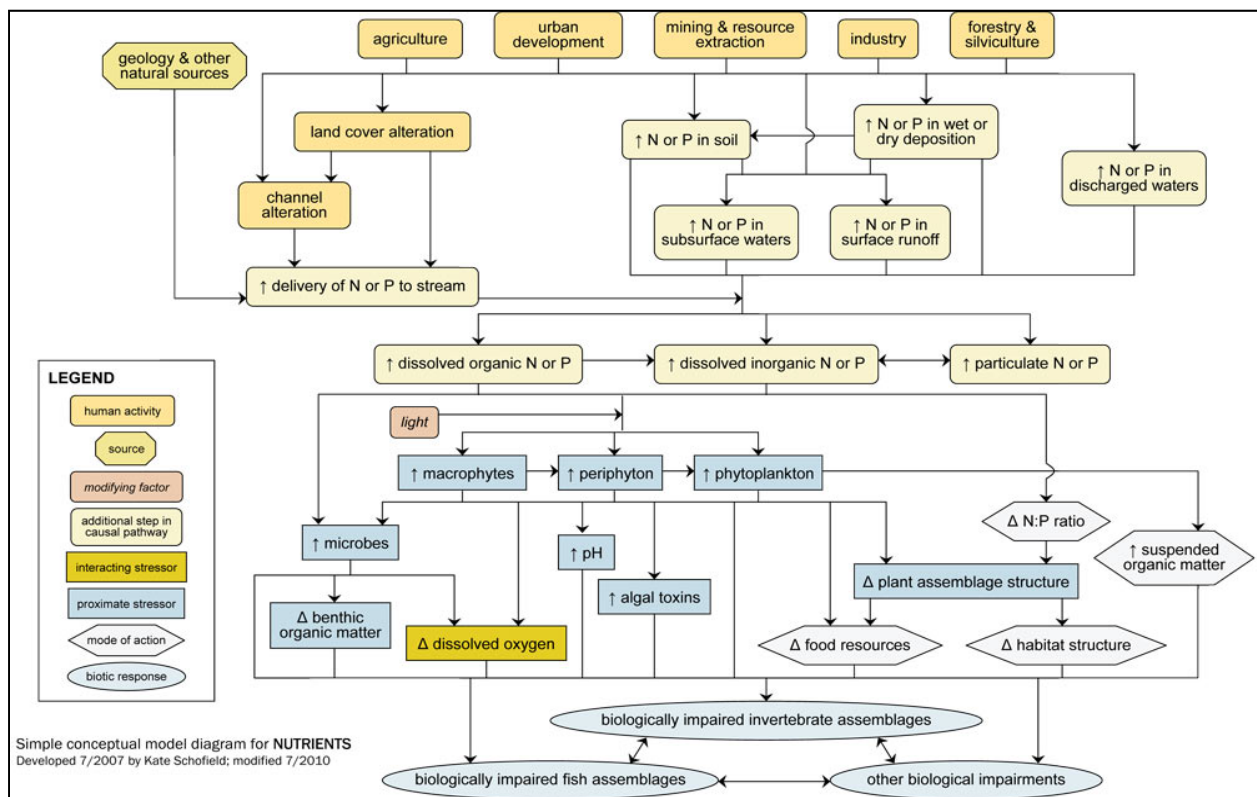 agriculture
urban
development
mining & resource
extraction
industry
forestry &
silviculture
geology & other
natural sources
land cover alteration
↑ N or P in soil
↑ N or P in wet or
dry deposition
↑ N or P in
discharged waters
channel
alteration
↑ N or P in
subsurface waters
↑ N or P in
surface runoff
↑ delivery of N or P to stream
↑ dissolved organic N or P
↑ dissolved inorganic N or P
↑ particulate N or P
LEGEND
human activity
source
modifying factor
additional step in
causal pathway
interacting stressor
proximate stressor
mode of action
biotic response
light
↑ macrophytes
↑ periphyton
↑ phytoplankton
Δ N:P ratio
↑ suspended
organic matter
↑ microbes
↑ pH
↑ algal toxins
Δ plant assemblage structure
Δ benthic
organic matter
Δ dissolved oxygen
Δ food resources
Δ habitat structure
biologically impaired invertebrate assemblages
biologically impaired fish assemblages
other biological impairments
Simple conceptual model diagram for NUTRIENTS
Developed 7/2007 by Kate Schofield; modified 7/2010